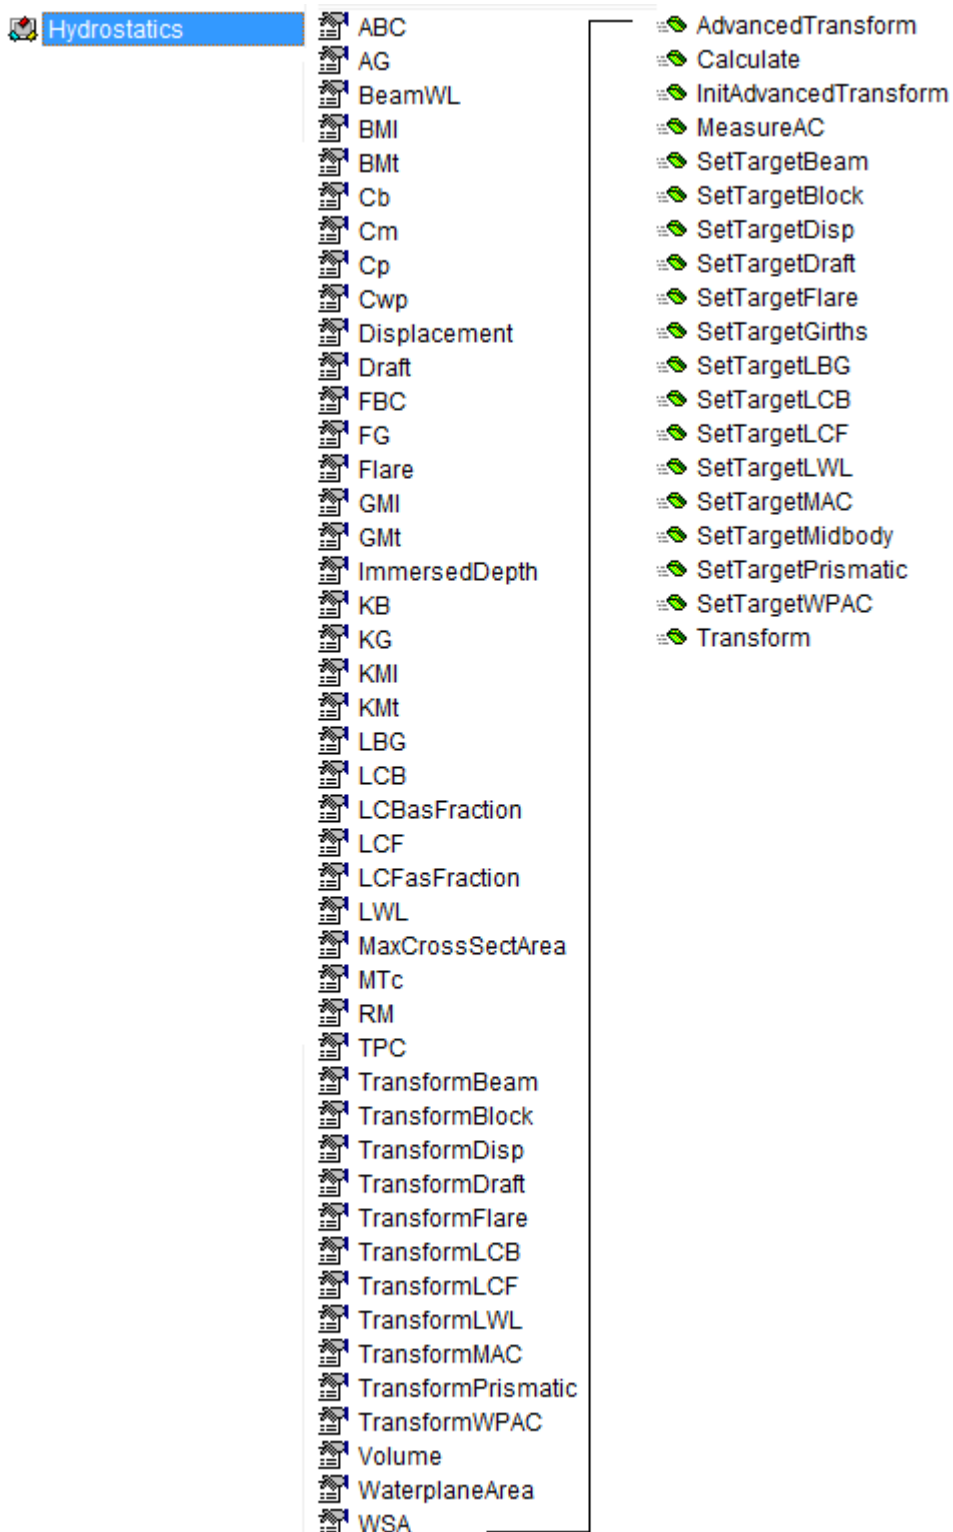 Hydrostatics
ABC
AG
BeamWL
BMl
BMt
Cb
Cm
Cp
Cwp
Displacement
Draft
FBC
FG
Flare
GMl
GMt
ImmersedDepth
KB
KG
KMl
KMt
LBG
LCB
LCBasFraction
LCF
LCFasFraction
LWL
MaxCrossSectArea
MTc
RM
TPC
TransformBeam
TransformBlock
TransformDisp
TransformDraft
TransformFlare
TransformLCB
TransformLCF
TransformLWL
TransformMAC
TransformPrismatic
TransformWPAC
Volume
WaterplaneArea
WSA
AdvancedTransform
Calculate
InitAdvancedTransform
MeasureAC
SetTargetBeam
SetTargetBlock
SetTargetDisp
SetTargetDraft
SetTargetFlare
SetTargetGirths
SetTargetLBG
SetTargetLCB
SetTargetLCF
SetTargetLWL
SetTargetMAC
SetTargetMidbody
SetTargetPrismatic
SetTargetWPAC
Transform